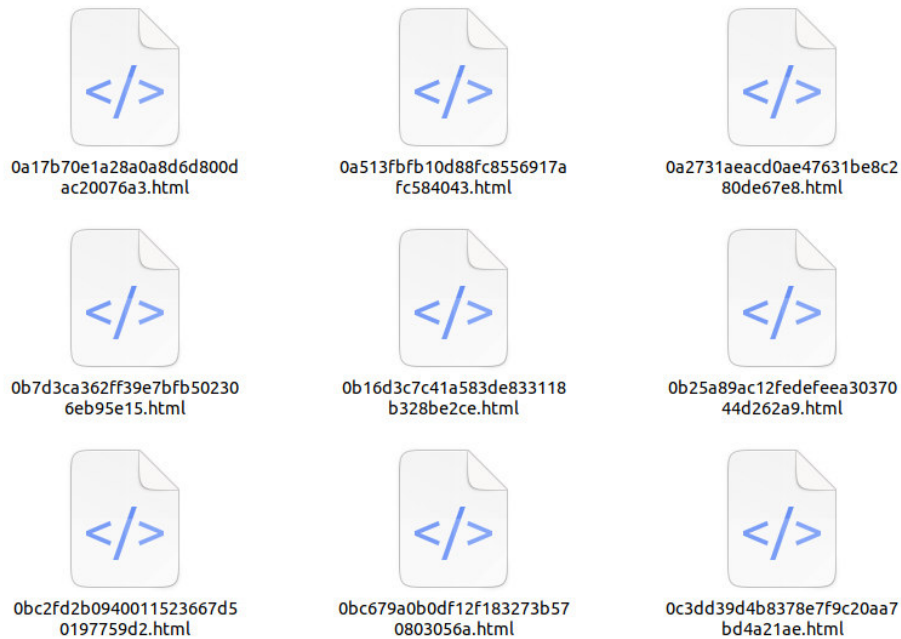 0a17b70e1a28a0a8d6d800d
ac20076a3.html
0a513fbfb10d88fc8556917a
fc584043.html
0a2731aeacd0ae47631be8c2
80de67e8.html
0b7d3ca362ff39e7bfb50230
6eb95e15.html
0b16d3c7c41a583de833118
b328be2ce.html
0b25a89ac12fedefeea30370
44d262a9.html
0bc2fd2b0940011523667d5
0197759d2.html
0bc679a0b0df12f183273b57
0803056a.html
0c3dd39d4b8378e7f9c20aa7
bd4a21ae.html